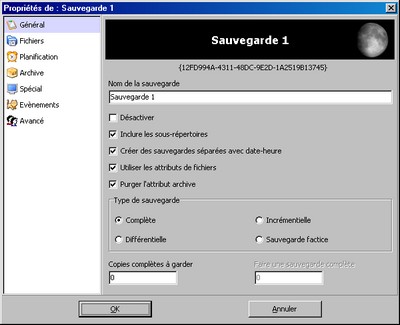 Propriétés de : Sauvegarde 1
Général
Fichiers
Planification
Archive
Spécial
Evènements
Avancé
Sauvegarde 1
{12FD994A-4311-48DC-9E2D-1A2519B13745}
Nom de la sauvegarde
Sauvegarde 1
Désactiver
Inclure les sous-répertoires
Créer des sauvegardes séparées avec date-heure
Utiliser les attributs de fichiers
Purger l'attribut archive
Type de sauvegarde
Complète
Incrémentielle
Différentielle
Sauvegarde factice
Copies complètes à garder
Faire une sauvegarde complète
0
0
OK
Annuler